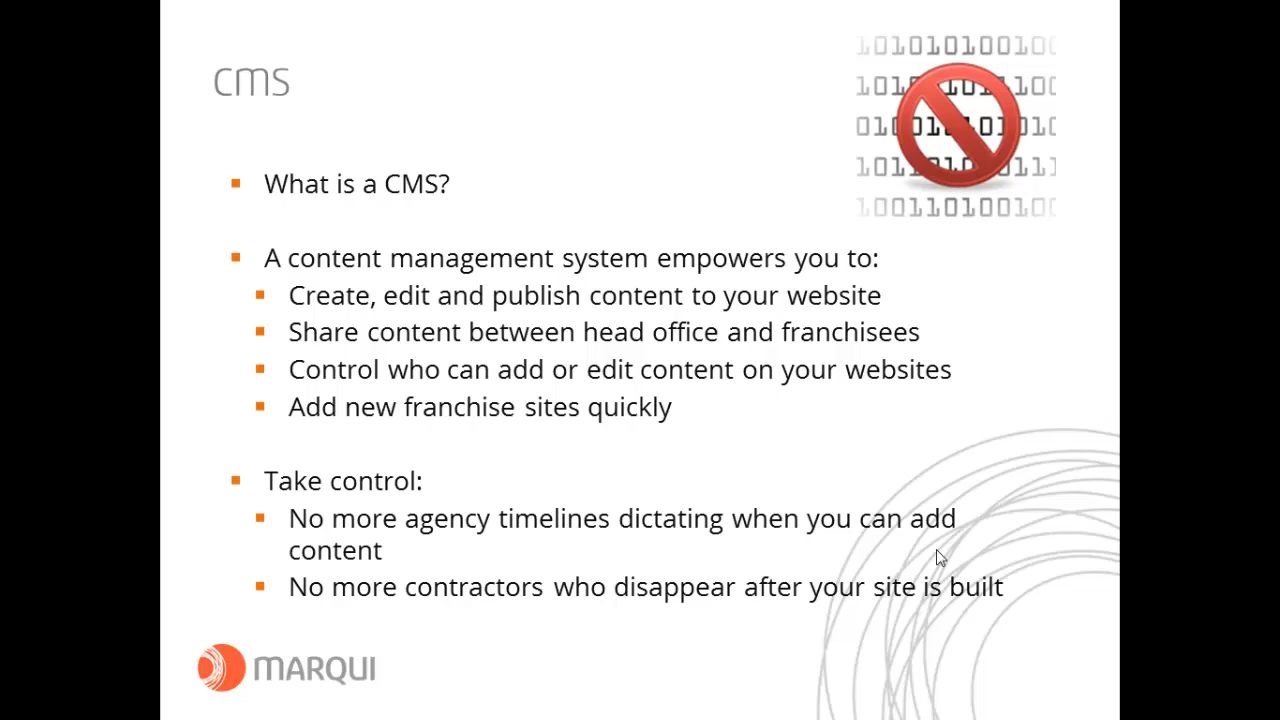 CMS
101010100100
What is a CMS?
1001101010010
A content management system empowers you to:
Create, edit and publish content to your website
Share content between head office and franchisees
Control who can add or edit content on your websites
Add new franchise sites quickly
Take control:
No more agency timelines dictating when you can add
content
No more contractors who disappear after your site is built
MARQUI